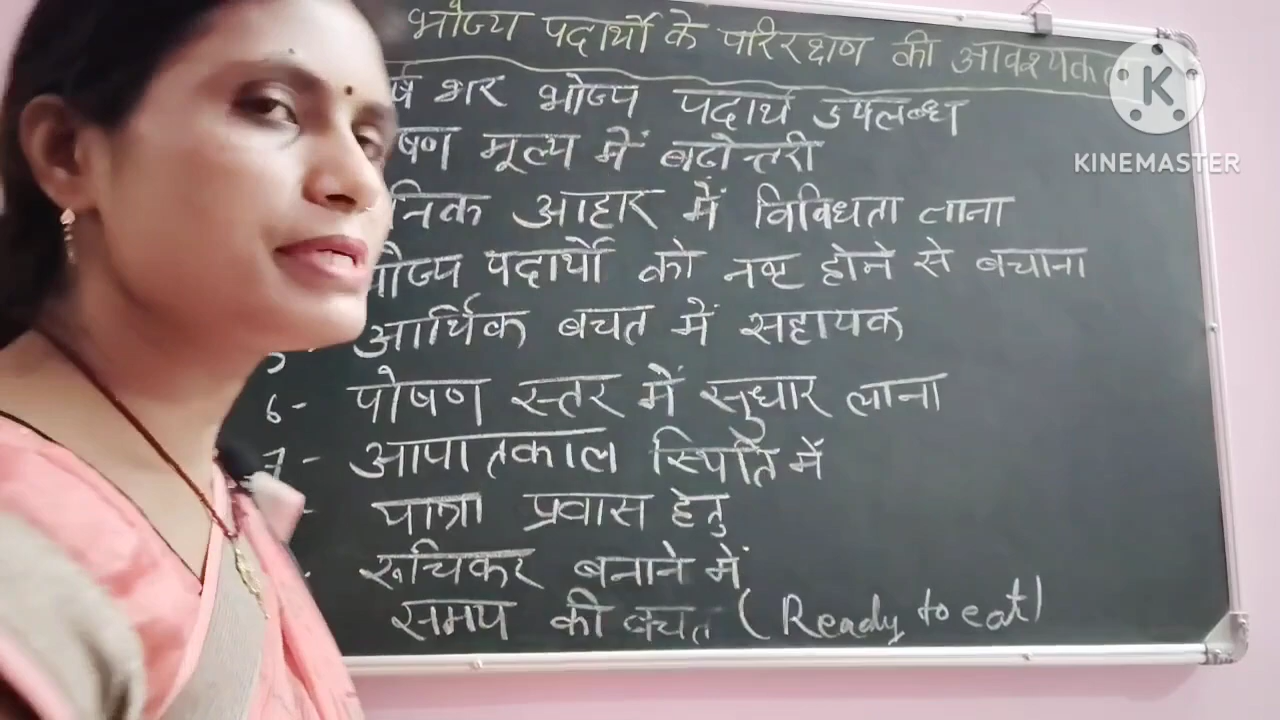 भोज्य पदार्थो के परिरक्षण की आवश्यकता
र्ष भर भोज्य पदार्थ उपलब्ध
षण मूल्य में बढ़ोत्तरी
निक आहार में विविधता लाना
भोज्य पदार्थो को नष्ट होने से बचाना
5- आर्थिक बचत में सहायक
6- पोषण स्तर में सुधार लाना
7- आपातकाल स्थिति में
यात्रा प्रवास हेतु
रूचिकर बनाने में
समय की बचत (Ready to eat)
K
KINEMASTER